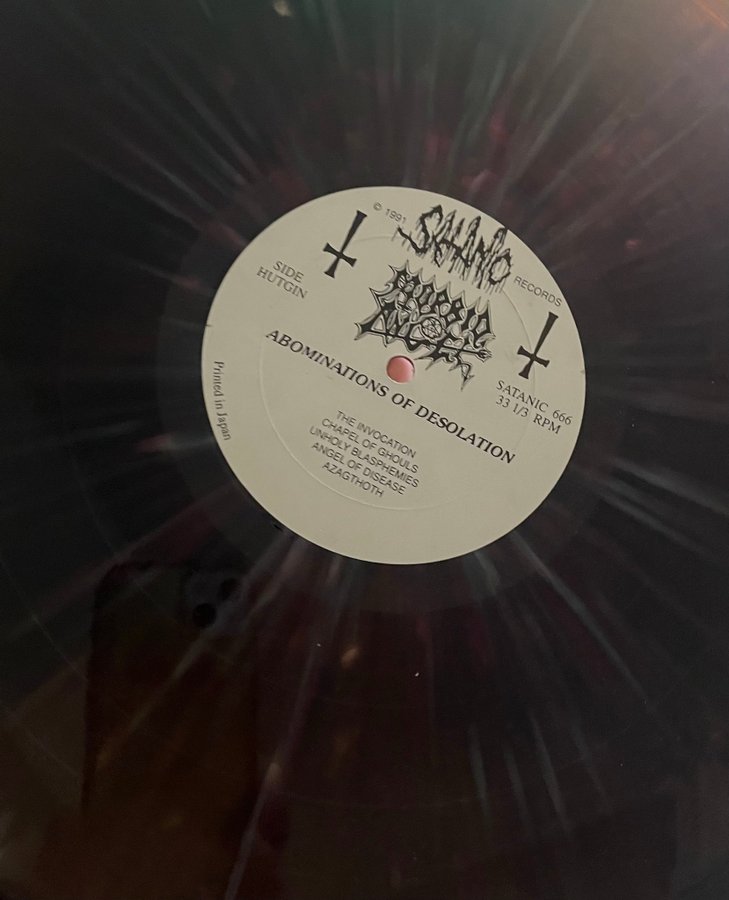 © 1991
SATANIC
RECORDS
MORBID
ANGEL
SIDE
HUTGIN
ABOMINATIONS OF DESOLATION
SATANIC 666
33 1/3 RPM
THE INVOCATION
CHAPEL OF GHOULS
UNHOLY BLASPHEMIES
ANGEL OF DISEASE
AZAGTHOTH
Printed in Japan